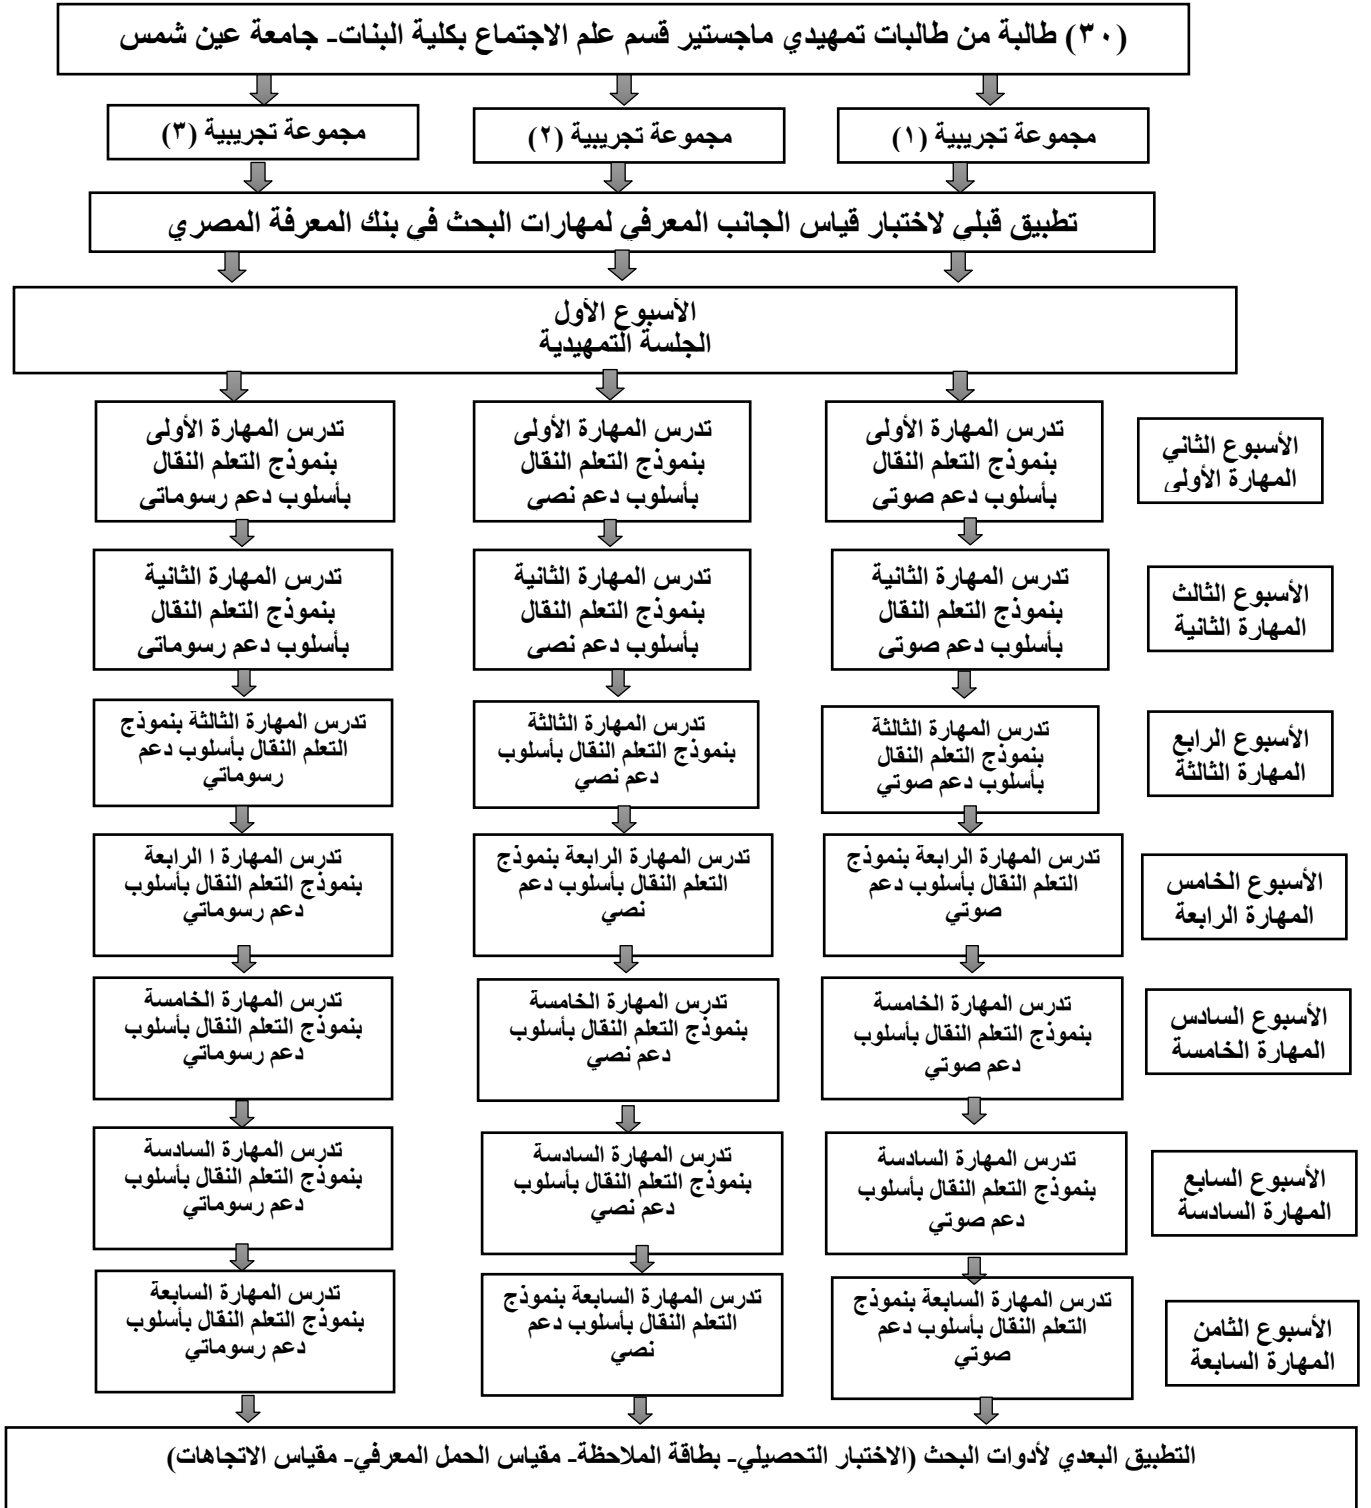 (٣٠) طالبة من طالبات تمهيدي ماجستير قسم علم الاجتماع بكلية البنات- جامعة عين شمس
مجموعة تجريبية (١)
مجموعة تجريبية (٢)
مجموعة تجريبية (٣)
تطبيق قبلي لاختبار قياس الجانب المعرفي لمهارات البحث في بنك المعرفة المصري
الأسبوع الأول
الجلسة التمهيدية
الأسبوع الثاني
المهارة الأولى
تدرس المهارة الأولى
بنموذج التعلم النقال
بأسلوب دعم صوتي
تدرس المهارة الأولى
بنموذج التعلم النقال
بأسلوب دعم نصي
تدرس المهارة الأولى
بنموذج التعلم النقال
بأسلوب دعم رسوماتي
الأسبوع الثالث
المهارة الثانية
تدرس المهارة الثانية
بنموذج التعلم النقال
بأسلوب دعم صوتي
تدرس المهارة الثانية
بنموذج التعلم النقال
بأسلوب دعم نصي
تدرس المهارة الثانية
بنموذج التعلم النقال
بأسلوب دعم رسوماتي
الأسبوع الرابع
المهارة الثالثة
تدرس المهارة الثالثة
بنموذج التعلم النقال
بأسلوب دعم صوتي
تدرس المهارة الثالثة
بنموذج التعلم النقال بأسلوب
دعم نصي
تدرس المهارة الثالثة بنموذج
التعلم النقال بأسلوب دعم
رسوماتي
الأسبوع الخامس
المهارة الرابعة
تدرس المهارة الرابعة بنموذج
التعلم النقال بأسلوب دعم
صوتي
تدرس المهارة الرابعة بنموذج
التعلم النقال بأسلوب دعم
نصي
تدرس المهارة ا الرابعة
بنموذج التعلم النقال بأسلوب
دعم رسوماتي
الأسبوع السادس
المهارة الخامسة
تدرس المهارة الخامسة
بنموذج التعلم النقال بأسلوب
دعم صوتي
تدرس المهارة الخامسة
بنموذج التعلم النقال بأسلوب
دعم نصي
تدرس المهارة الخامسة
بنموذج التعلم النقال بأسلوب
دعم رسوماتي
الأسبوع السابع
المهارة السادسة
تدرس المهارة السادسة
بنموذج التعلم النقال بأسلوب
دعم صوتي
تدرس المهارة السادسة
بنموذج التعلم النقال بأسلوب
دعم نصي
تدرس المهارة السادسة
بنموذج التعلم النقال بأسلوب
دعم رسوماتي
الأسبوع الثامن
المهارة السابعة
تدرس المهارة السابعة بنموذج
التعلم النقال بأسلوب دعم
صوتي
تدرس المهارة السابعة بنموذج
التعلم النقال بأسلوب دعم
نصي
تدرس المهارة السابعة
بنموذج التعلم النقال بأسلوب
دعم رسوماتي
التطبيق البعدي لأدوات البحث (الاختبار التحصيلي- بطاقة الملاحظة- مقياس الحمل المعرفي- مقياس الاتجاهات)